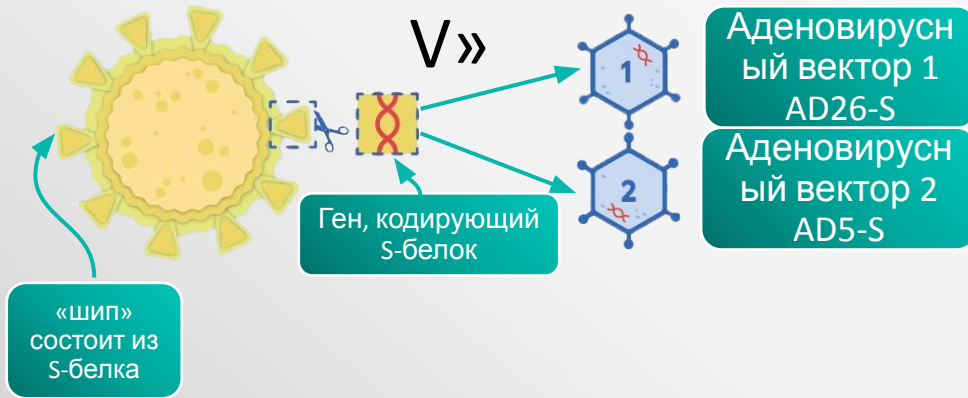 V»
1
Аденовирусн
ый вектор 1
AD26-S
2
Аденовирусн
ый вектор 2
AD5-S
Ген, кодирующий
S-белок
«шип»
состоит из
S-белка